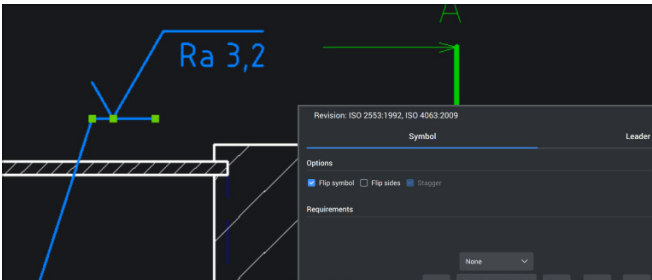 A
Ra 3,2
Revision: ISO 2553:1992, ISO 4063:2009
Symbol Leader
Options
Flip symbol Flip sides Stagger
Requirements
None